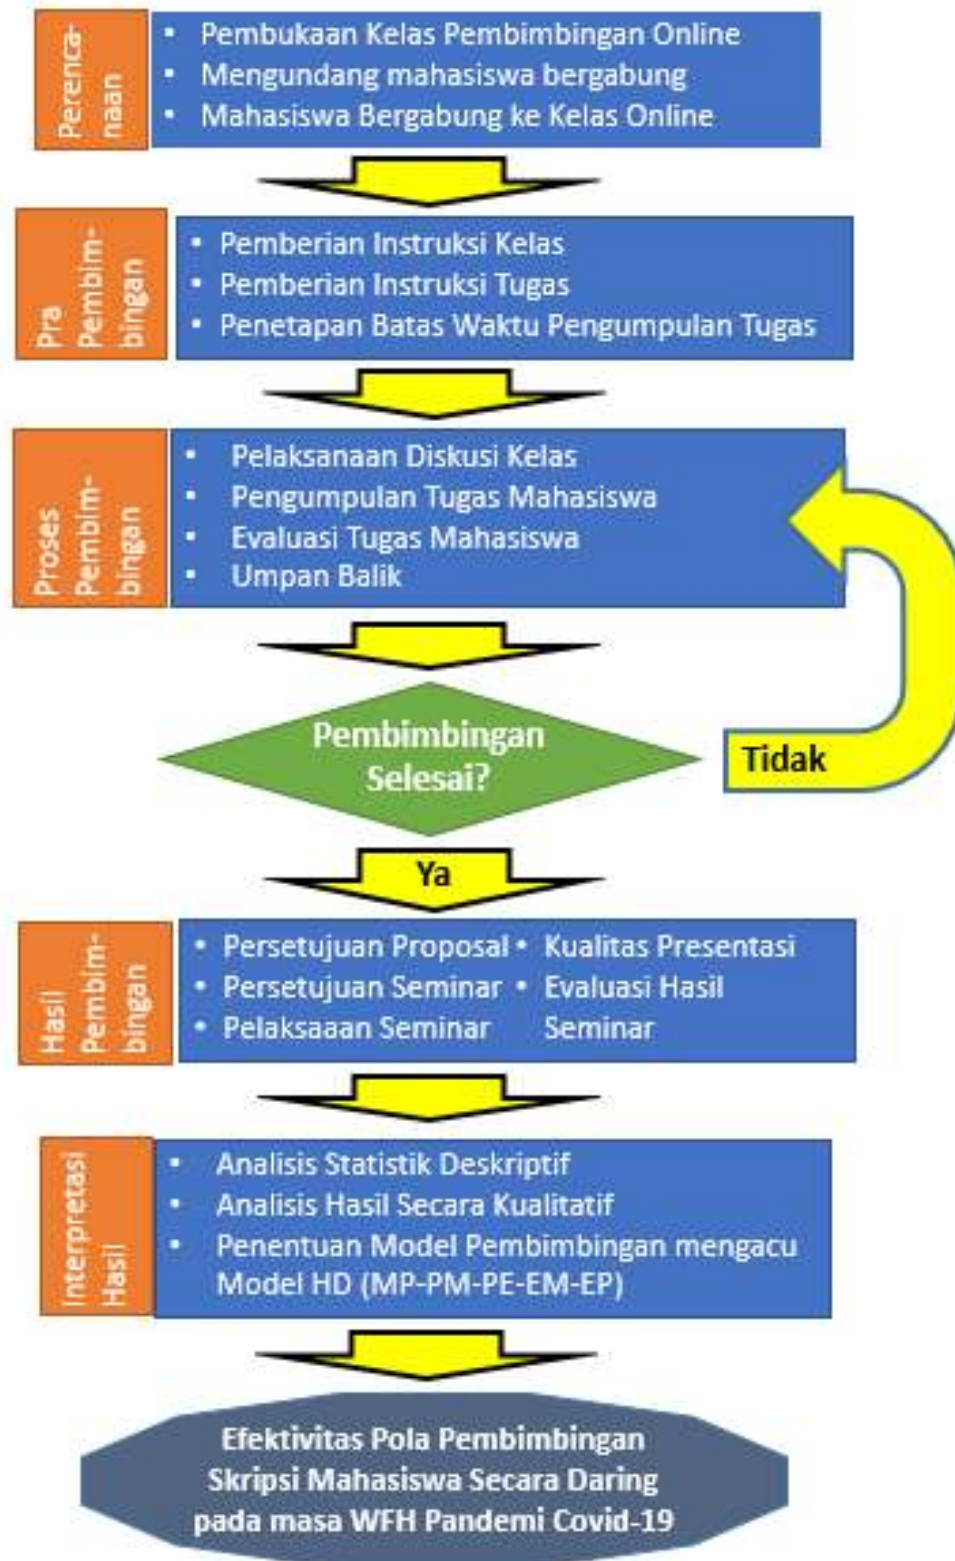 Perenca-
naan
• Pembukaan Kelas Pembimbingan Online
• Mengundang mahasiswa bergabung
• Mahasiswa Bergabung ke Kelas Online
Pra
Pembim-
bingan
• Pemberian Instruksi Kelas
• Pemberian Instruksi Tugas
• Penetapan Batas Waktu Pengumpulan Tugas
Proses
Pembim-
bingan
• Pelaksanaan Diskusi Kelas
• Pengumpulan Tugas Mahasiswa
• Evaluasi Tugas Mahasiswa
• Umpan Balik
Pembimbingan
Selesai?
Tidak
Ya
Hasil
Pembim-
bingan
• Persetujuan Proposal
• Persetujuan Seminar
• Pelaksaaan Seminar
• Kualitas Presentasi
• Evaluasi Hasil
Seminar
Interpretasi
Hasil
• Analisis Statistik Deskriptif
• Analisis Hasil Secara Kualitatif
• Penentuan Model Pembimbingan mengacu
Model HD (MP-PM-PE-EM-EP)
Efektivitas Pola Pembimbingan
Skripsi Mahasiswa Secara Daring
pada masa WFH Pandemi Covid-19